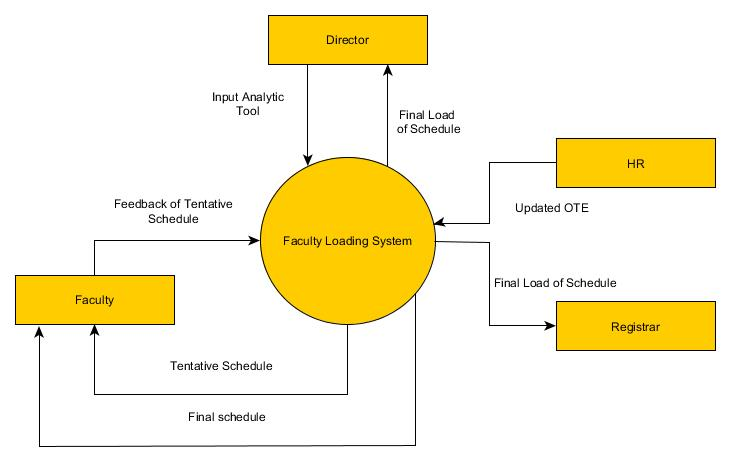 Director
Input Analytic
Tool
Final Load
of Schedule
HR
Feedback of Tentative
Schedule
Updated OTE
Faculty Loading System
Final Load of Schedule
Faculty
Registrar
Tentative Schedule
Final schedule